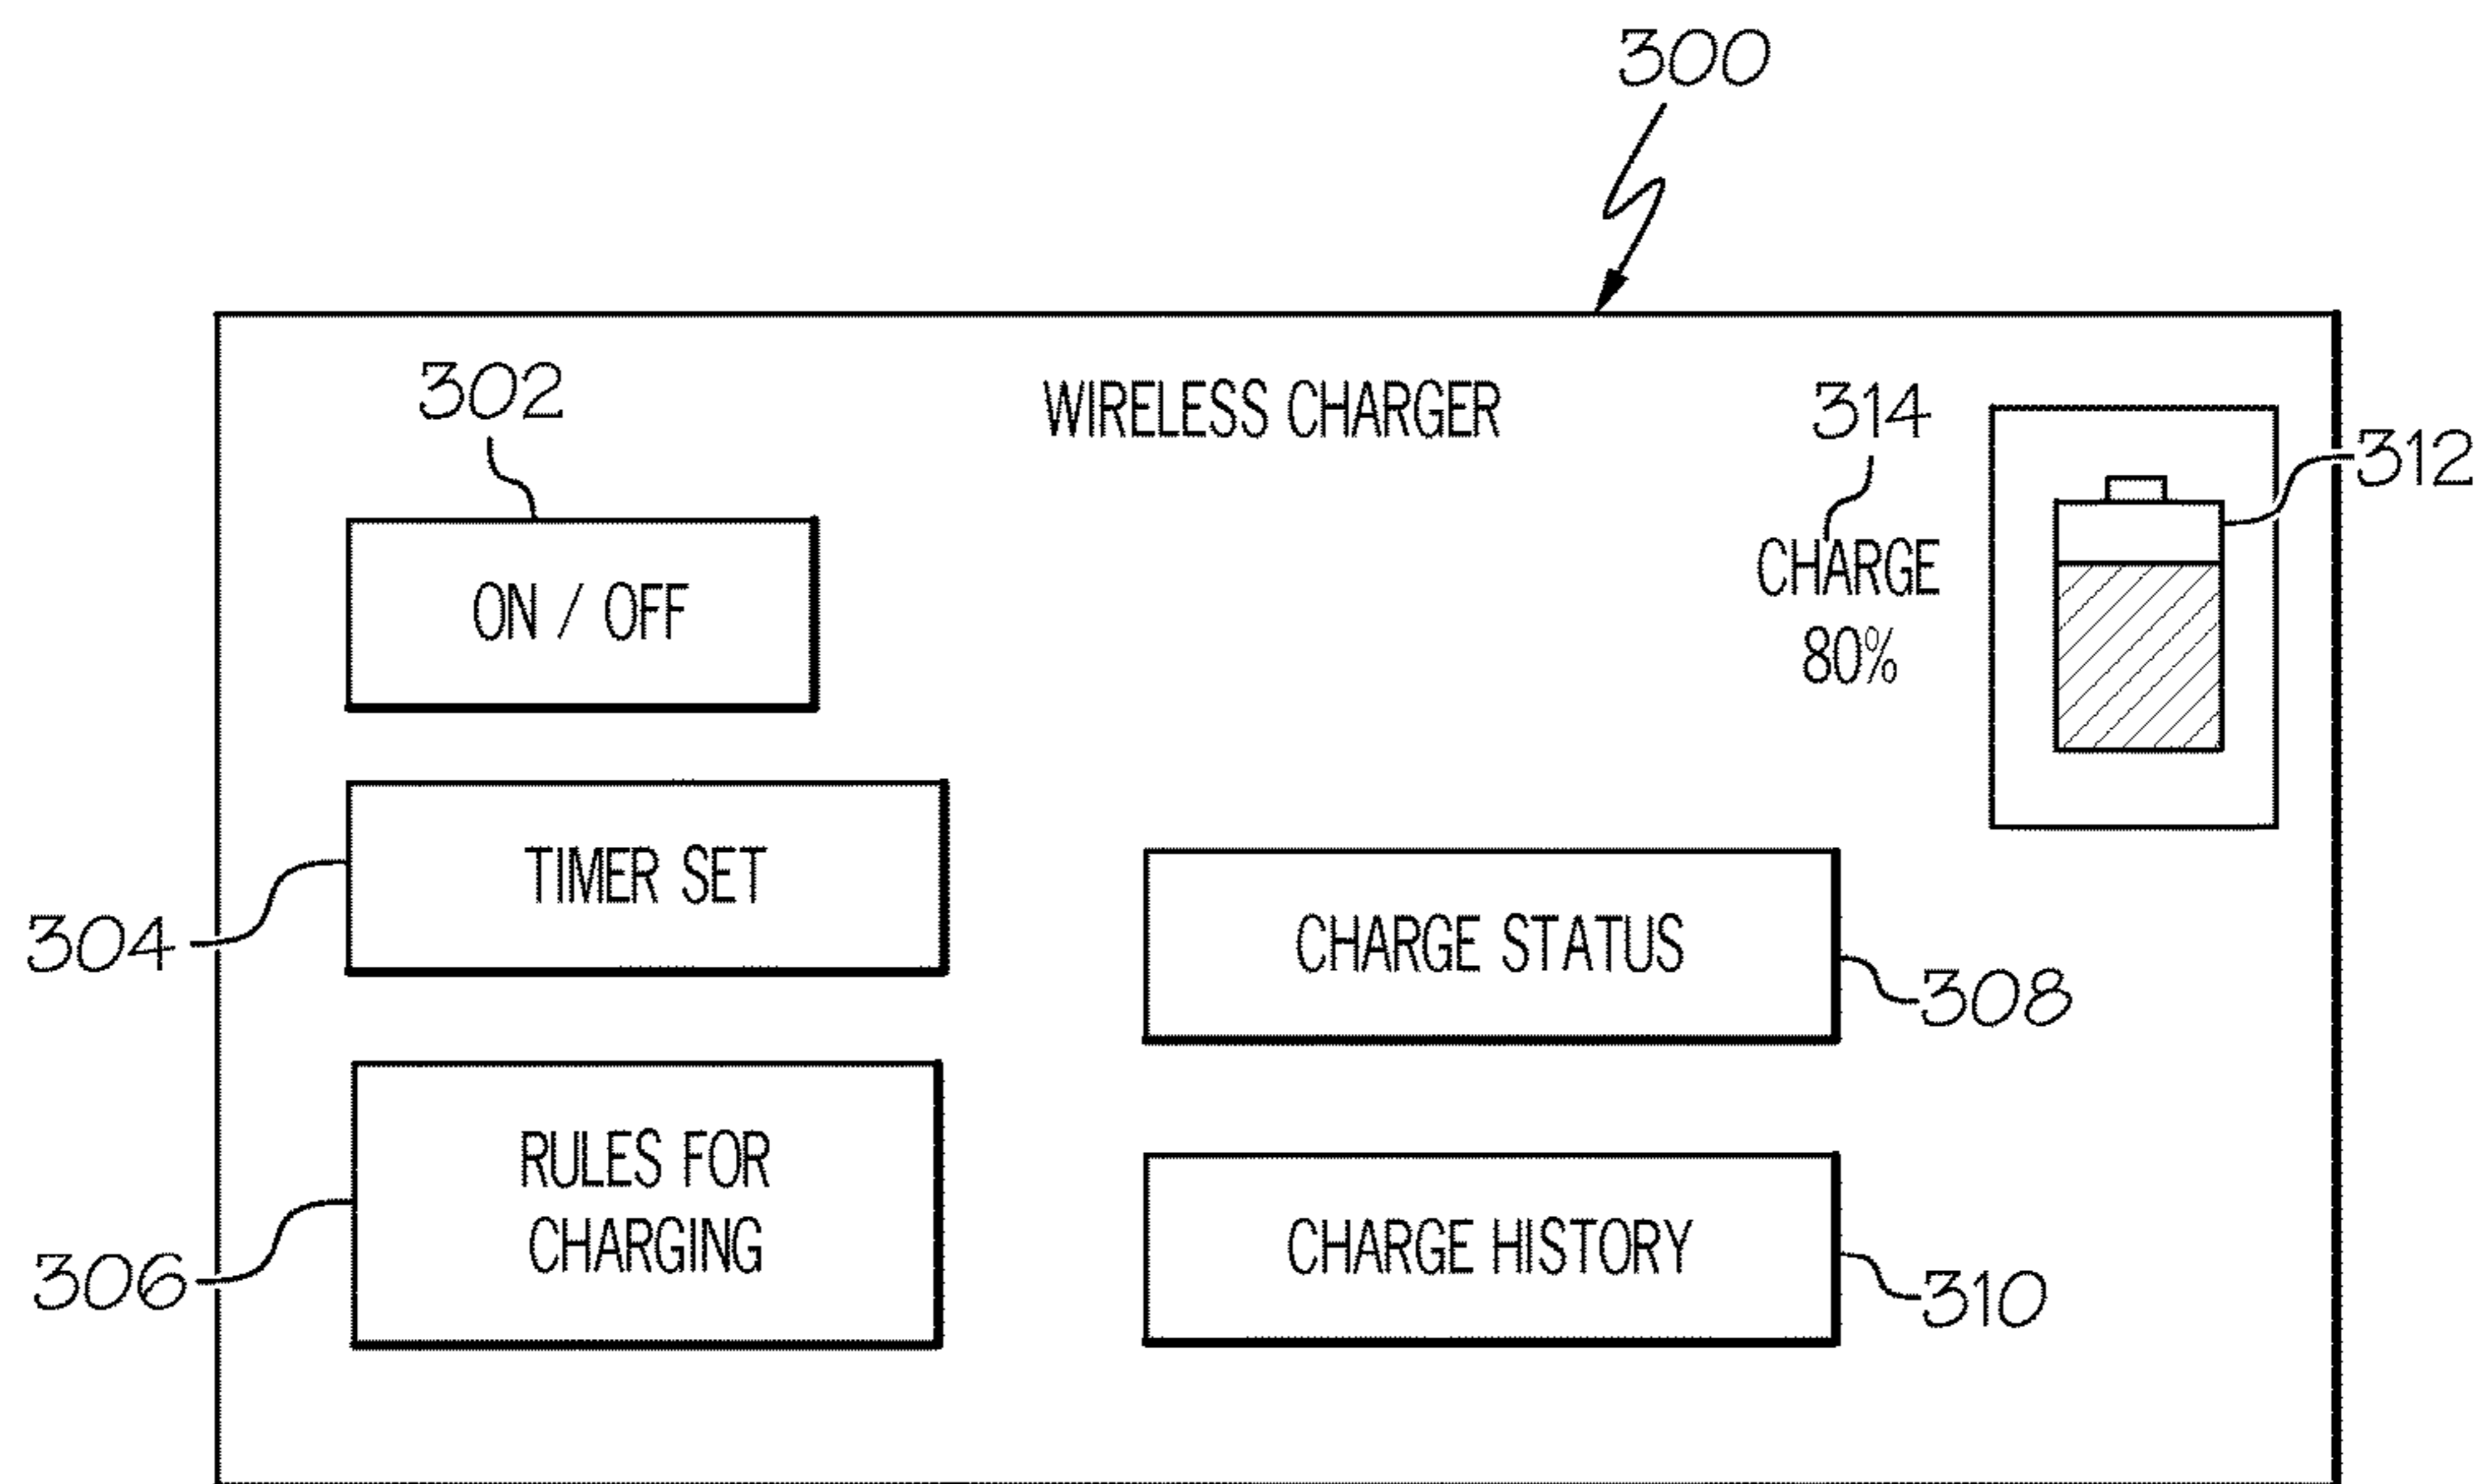 300
302
WIRELESS CHARGER
314
312
ON / OFF
CHARGE
80%
TIMER SET
304
CHARGE STATUS
308
RULES FOR
CHARGING
306
CHARGE HISTORY
310